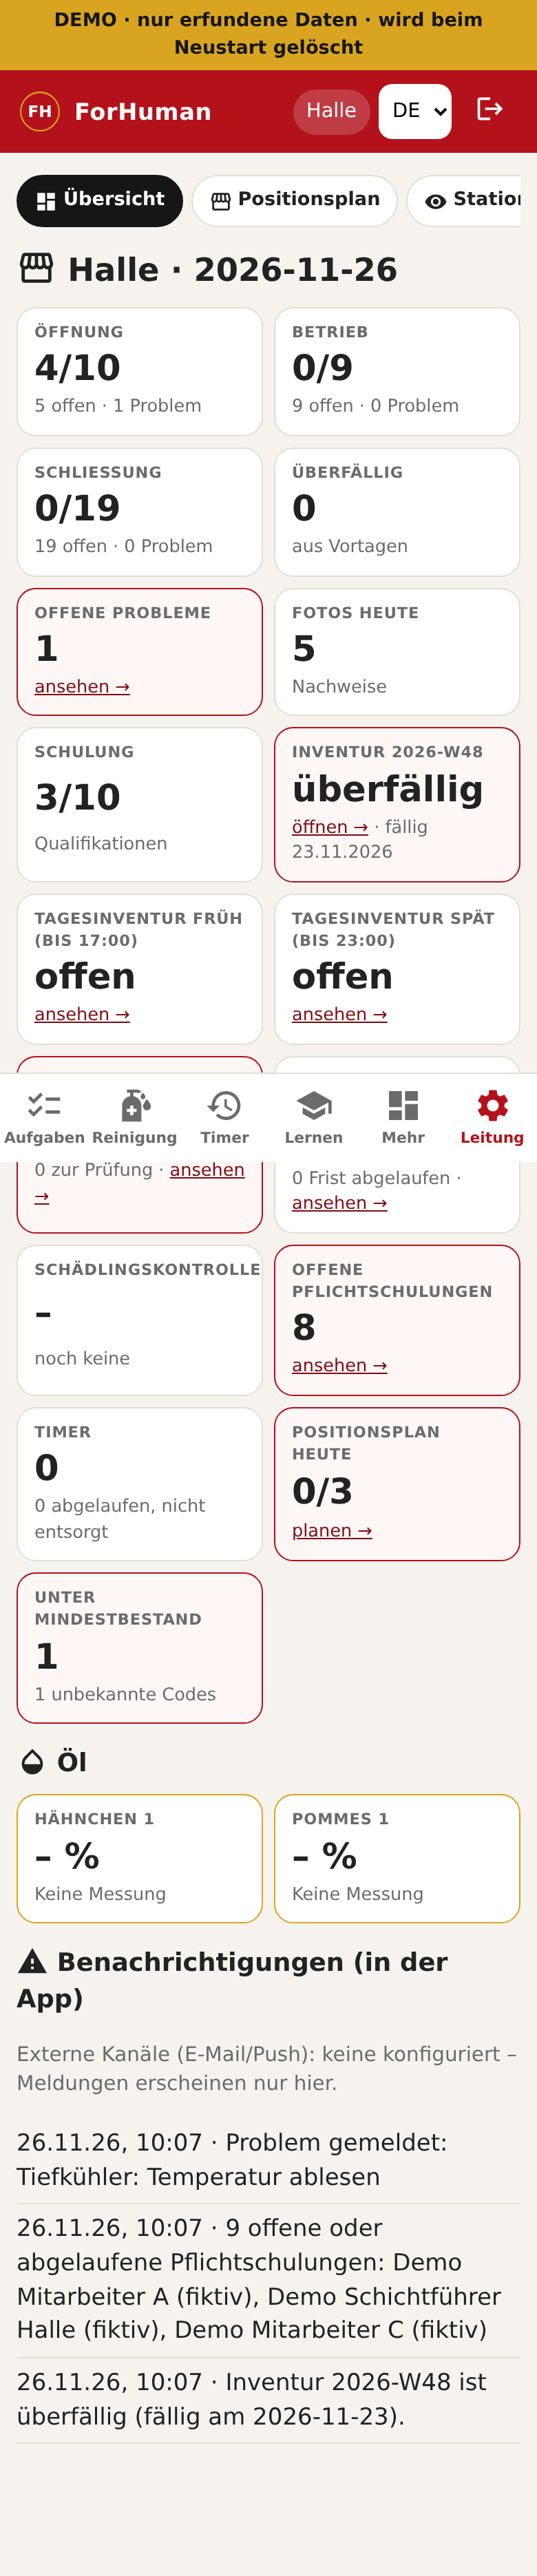 DEMO · nur erfundene Daten · wird beim
Neustart gelöscht
FH ForHuman Halle DE
Übersicht Positionsplan
Halle · 2026-11-26
ÖFFNUNG
4/10
5 offen · 1 Problem
BETRIEB
0/9
9 offen · 0 Problem
SCHLIESSUNG
0/19
19 offen · 0 Problem
ÜBERFÄLLIG
0
aus Vortagen
OFFENE PROBLEME
1
ansehen →
FOTOS HEUTE
5
Nachweise
SCHULUNG
3/10
Qualifikationen
INVENTUR 2026-W48
überfällig
öffnen → · fällig
23.11.2026
TAGESINVENTUR FRÜH
(BIS 17:00)
offen
ansehen →
TAGESINVENTUR SPÄT
(BIS 23:00)
offen
ansehen →
Aufgaben Reinigung Timer Lernen Mehr Leitung
0 zur Prüfung · ansehen
→
0 Frist abgelaufen ·
ansehen →
SCHÄDLINGSKONTROLLE
–
noch keine
OFFENE
PFLICHTSCHULUNGEN
8
ansehen →
TIMER
0
0 abgelaufen, nicht
entsorgt
POSITIONSPLAN
HEUTE
0/3
planen →
UNTER
MINDESTBESTAND
1
1 unbekannte Codes
Öl
HÄHNCHEN 1
– %
Keine Messung
POMMES 1
– %
Keine Messung
Benachrichtigungen (in der
App)
Externe Kanäle (E-Mail/Push): keine konfiguriert –
Meldungen erscheinen nur hier.
26.11.26, 10:07 · Problem gemeldet:
Tiefkühler: Temperatur ablesen
26.11.26, 10:07 · 9 offene oder
abgelaufene Pflichtschulungen: Demo
Mitarbeiter A (fiktiv), Demo Schichtführer
Halle (fiktiv), Demo Mitarbeiter C (fiktiv)
26.11.26, 10:07 · Inventur 2026-W48 ist
überfällig (fällig am 2026-11-23).